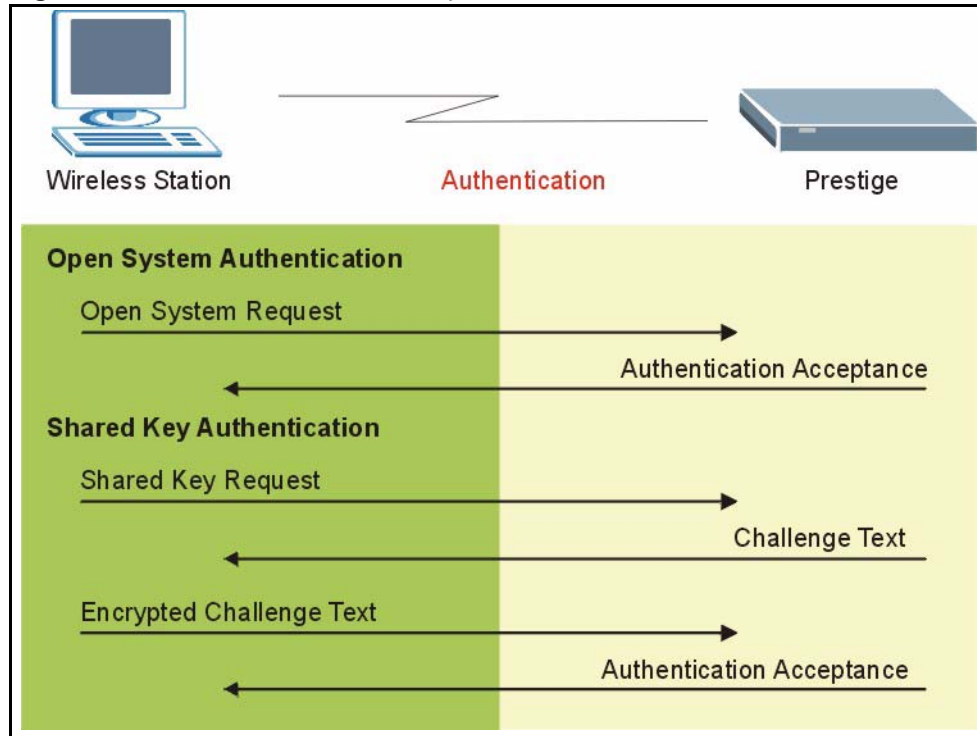 Wireless Station Authentication Prestige
Open System Authentication
Open System Request
Authentication Acceptance
Shared Key Authentication
Shared Key Request
Challenge Text
Encrypted Challenge Text
Authentication Acceptance